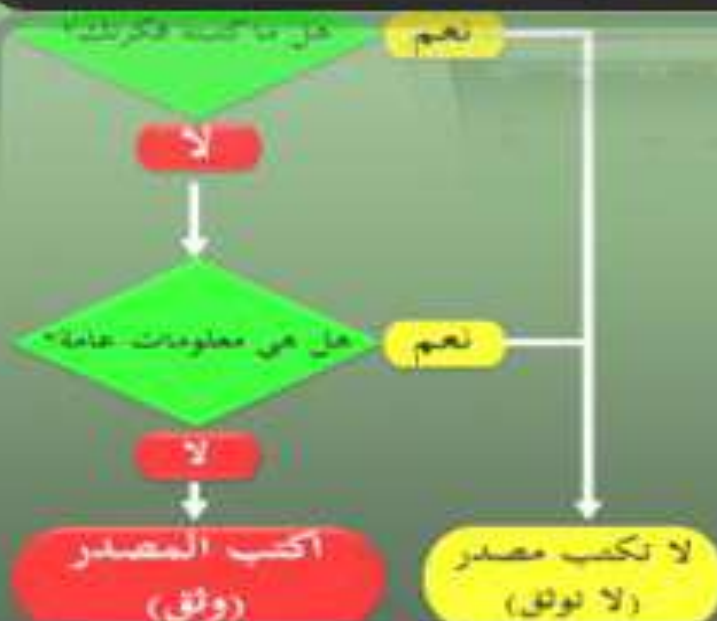 هل ما كتبته فكرتك؟
نعم
لا
هل هي معلومات عامة؟
نعم
لا
اكتب المصدر
(وثق)
لا تكتب مصدر
(لا توثق)